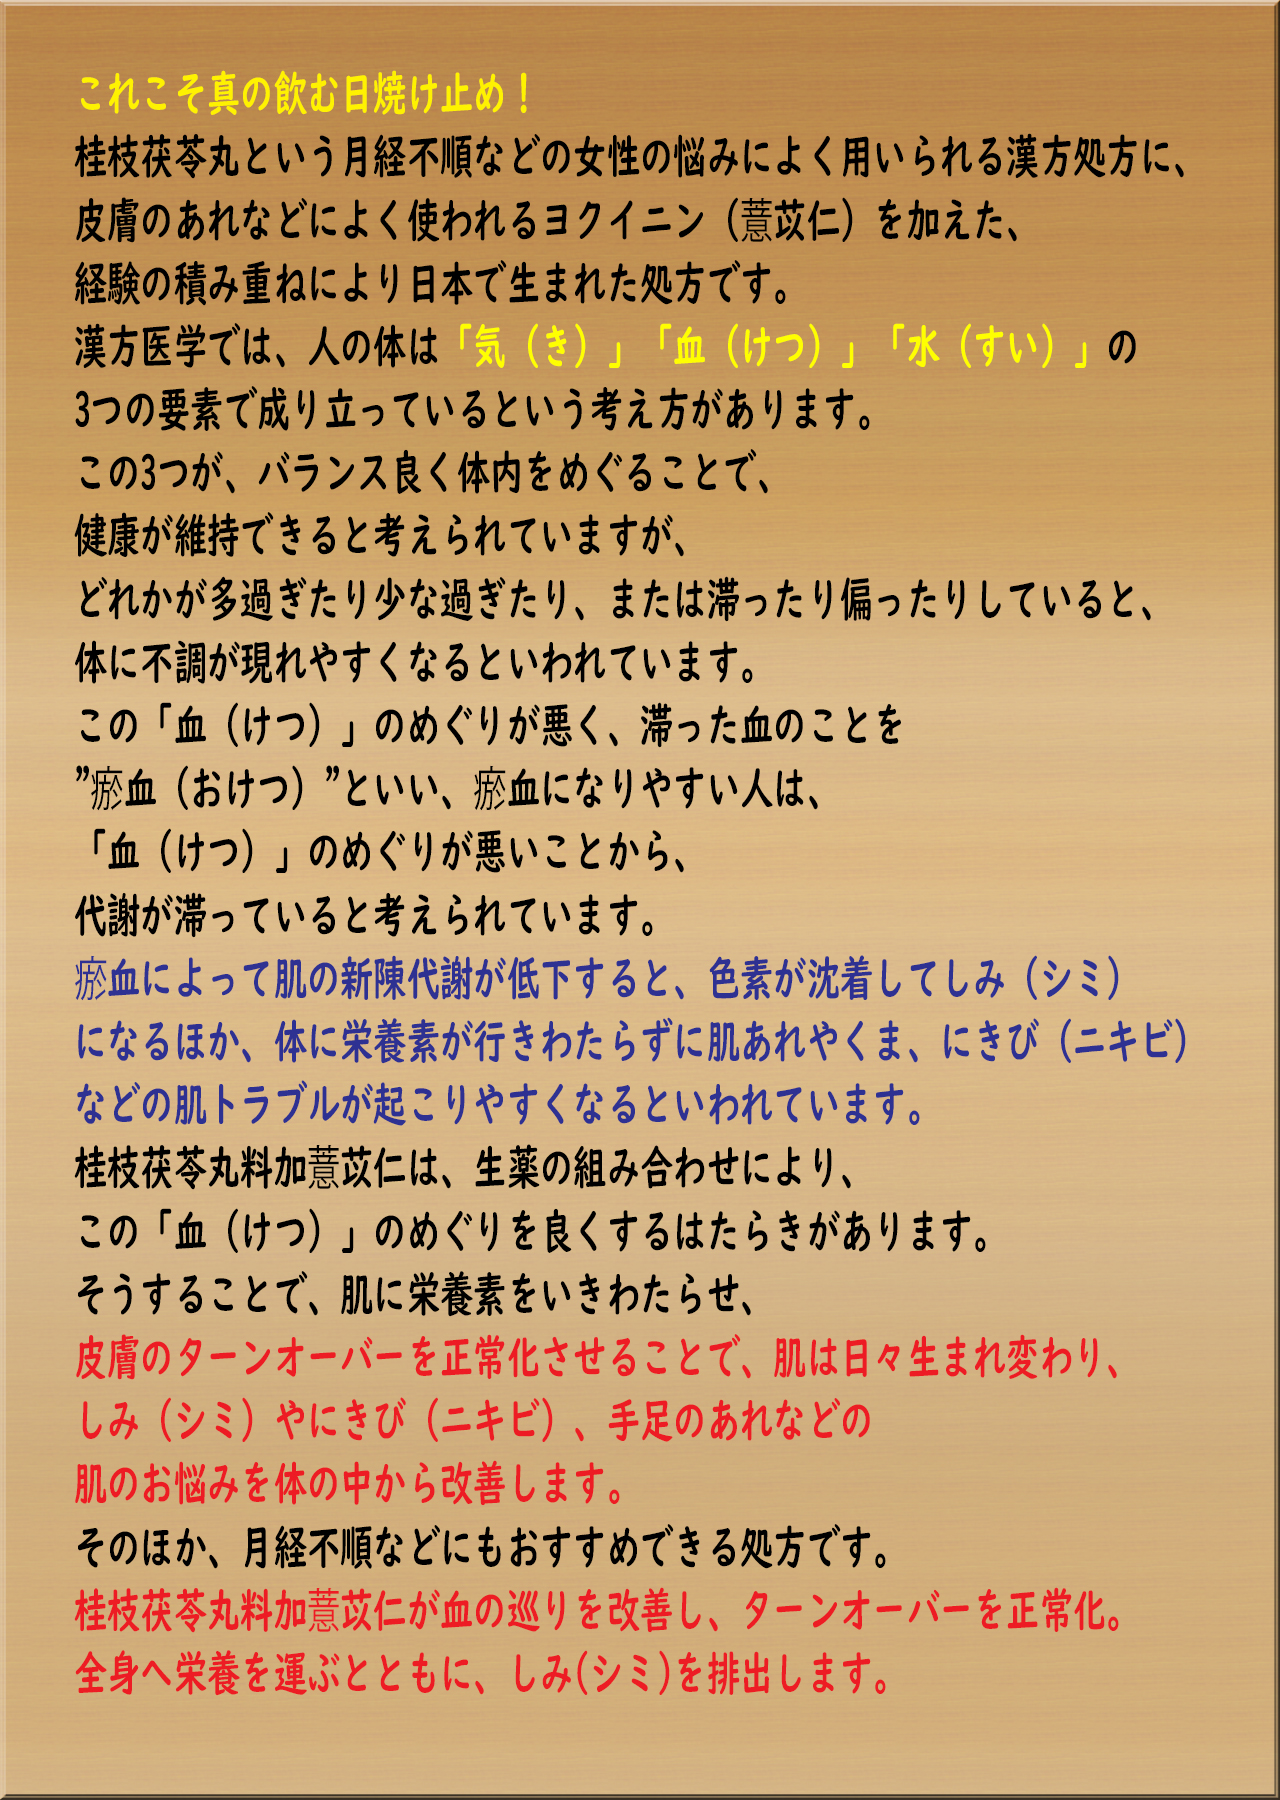 これこそ真の飲む日焼け止め！
桂枝茯苓丸という月経不順などの女性の悩みによく用いられる漢方処方に、
皮膚のあれなどによく使われるヨクイニン（薏苡仁）を加えた、
経験の積み重ねにより日本で生まれた処方です。
漢方医学では、人の体は「気（き）」「血（けつ）」「水（すい）」の
3つの要素で成り立っているという考え方があります。
この3つが、バランス良く体内をめぐることで、
健康が維持できると考えられていますが、
どれかが多過ぎたり少な過ぎたり、または滞ったり偏ったりしていると、
体に不調が現れやすくなるといわれています。
この「血（けつ）」のめぐりが悪く、滞った血のことを
”瘀血（おけつ）”といい、瘀血になりやすい人は、
「血（けつ）」のめぐりが悪いことから、
代謝が滞っていると考えられています。
瘀血によって肌の新陳代謝が低下すると、色素が沈着してしみ（シミ）
になるほか、体に栄養素が行きわたらずに肌あれやくま、にきび（ニキビ）
などの肌トラブルが起こりやすくなるといわれています。
桂枝茯苓丸料加薏苡仁は、生薬の組み合わせにより、
この「血（けつ）」のめぐりを良くするはたらきがあります。
そうすることで、肌に栄養素をいきわたらせ、
皮膚のターンオーバーを正常化させることで、肌は日々生まれ変わり、
しみ（シミ）やにきび（ニキビ）、手足のあれなどの
肌のお悩みを体の中から改善します。
そのほか、月経不順などにもおすすめできる処方です。
桂枝茯苓丸料加薏苡仁が血の巡りを改善し、ターンオーバーを正常化。
全身へ栄養を運ぶとともに、しみ(シミ)を排出します。